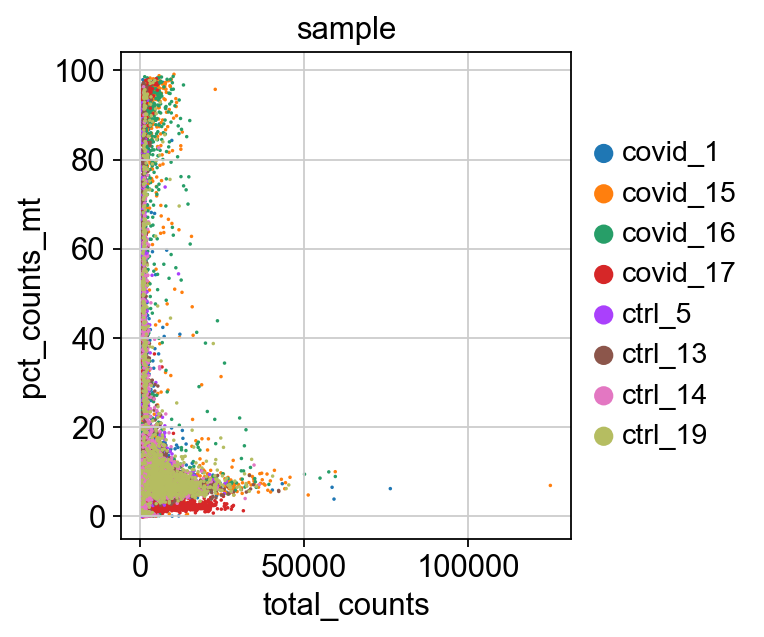 sample
pct_counts_mt
100
80
60
40
20
0
0 50000 100000
total_counts
covid_1
covid_15
covid_16
covid_17
ctrl_5
ctrl_13
ctrl_14
ctrl_19